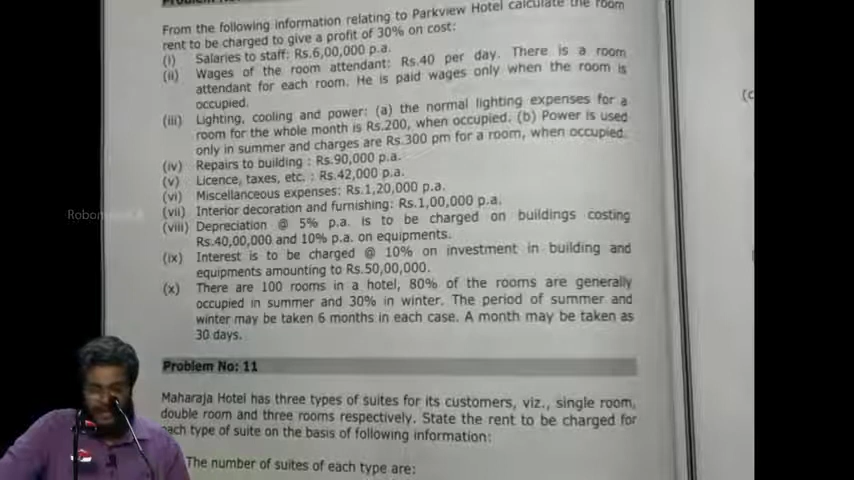 From the following information relating to Parkview Hotel calculate the room
rent to be charged to give a profit of 30% on cost:
(i) Salaries to staff: Rs.6,00,000 p.a.
(ii) Wages of the room attendant: Rs.40 per day. There is a room
attendant for each room. He is paid wages only when the room is
occupied.
(iii) Lighting, cooling and power: (a) the normal lighting expenses for a
room for the whole month is Rs.200, when occupied. (b) Power is used
only in summer and charges are Rs.300 pm for a room, when occupied.
(iv) Repairs to building : Rs.90,000 p.a.
(v) Licence, taxes, etc. : Rs.42,000 p.a.
(vi) Miscellaneous expenses: Rs.1,20,000 p.a.
(vii) Interior decoration and furnishing: Rs.1,00,000 p.a.
(viii) Depreciation @ 5% p.a. is to be charged on buildings costing
Rs.40,00,000 and 10% p.a. on equipments.
(ix) Interest is to be charged @ 10% on investment in building and
equipments amounting to Rs.50,00,000.
(x) There are 100 rooms in a hotel, 80% of the rooms are generally
occupied in summer and 30% in winter. The period of summer and
winter may be taken 6 months in each case. A month may be taken as
30 days.
Problem No: 11
Maharaja Hotel has three types of suites for its customers, viz., single room,
double room and three rooms respectively. State the rent to be charged for
each type of suite on the basis of following information:
The number of suites of each type are: